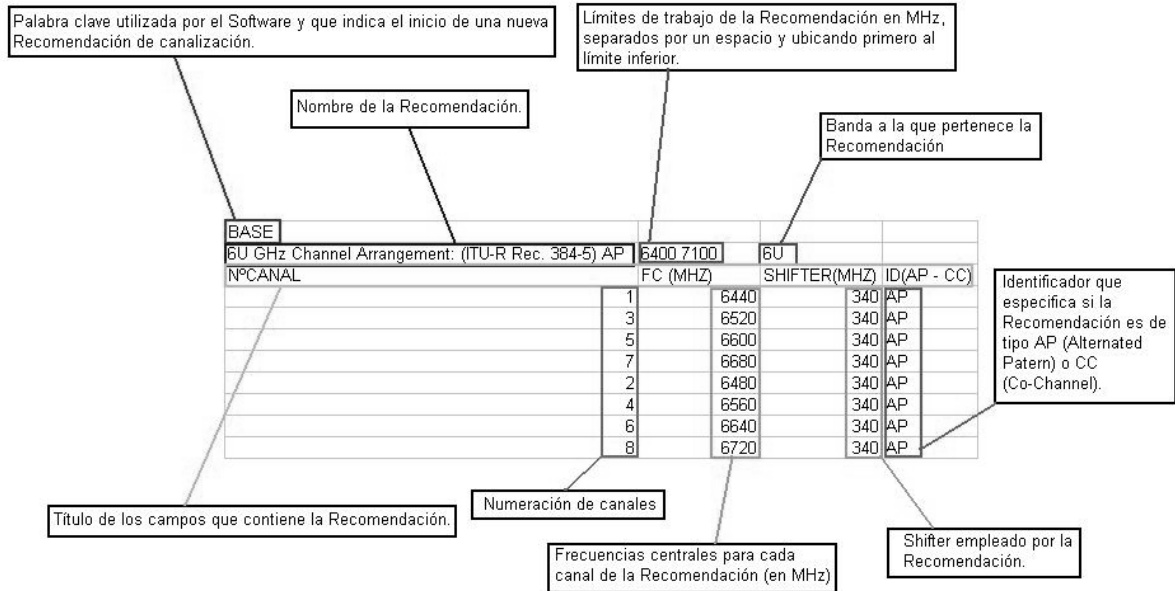 Palabra clave utilizada por el Software y que indica el inicio de una nueva
Recomendación de canalización.
Límites de trabajo de la Recomendación en MHz,
separados por un espacio y ubicando primero al
límite inferior.
Nombre de la Recomendación.
Banda a la que pertenece la
Recomendación
BASE
6U GHz Channel Arrangement: (ITU-R Rec. 384-5) AP 6400 7100 6U
NºCANAL FC (MHZ) SHIFTER(MHZ) ID(AP - CC)
1 6440 340 AP
3 6520 340 AP
5 6600 340 AP
7 6680 340 AP
2 6480 340 AP
4 6560 340 AP
6 6640 340 AP
8 6720 340 AP
Identificador que
especifica si la
Recomendación es de
tipo AP (Alternated
Patern) o CC
(Co-Channel).
Título de los campos que contiene la Recomendación.
Numeración de canales
Frecuencias centrales para cada
canal de la Recomendación (en MHz)
Shifter empleado por la
Recomendación.